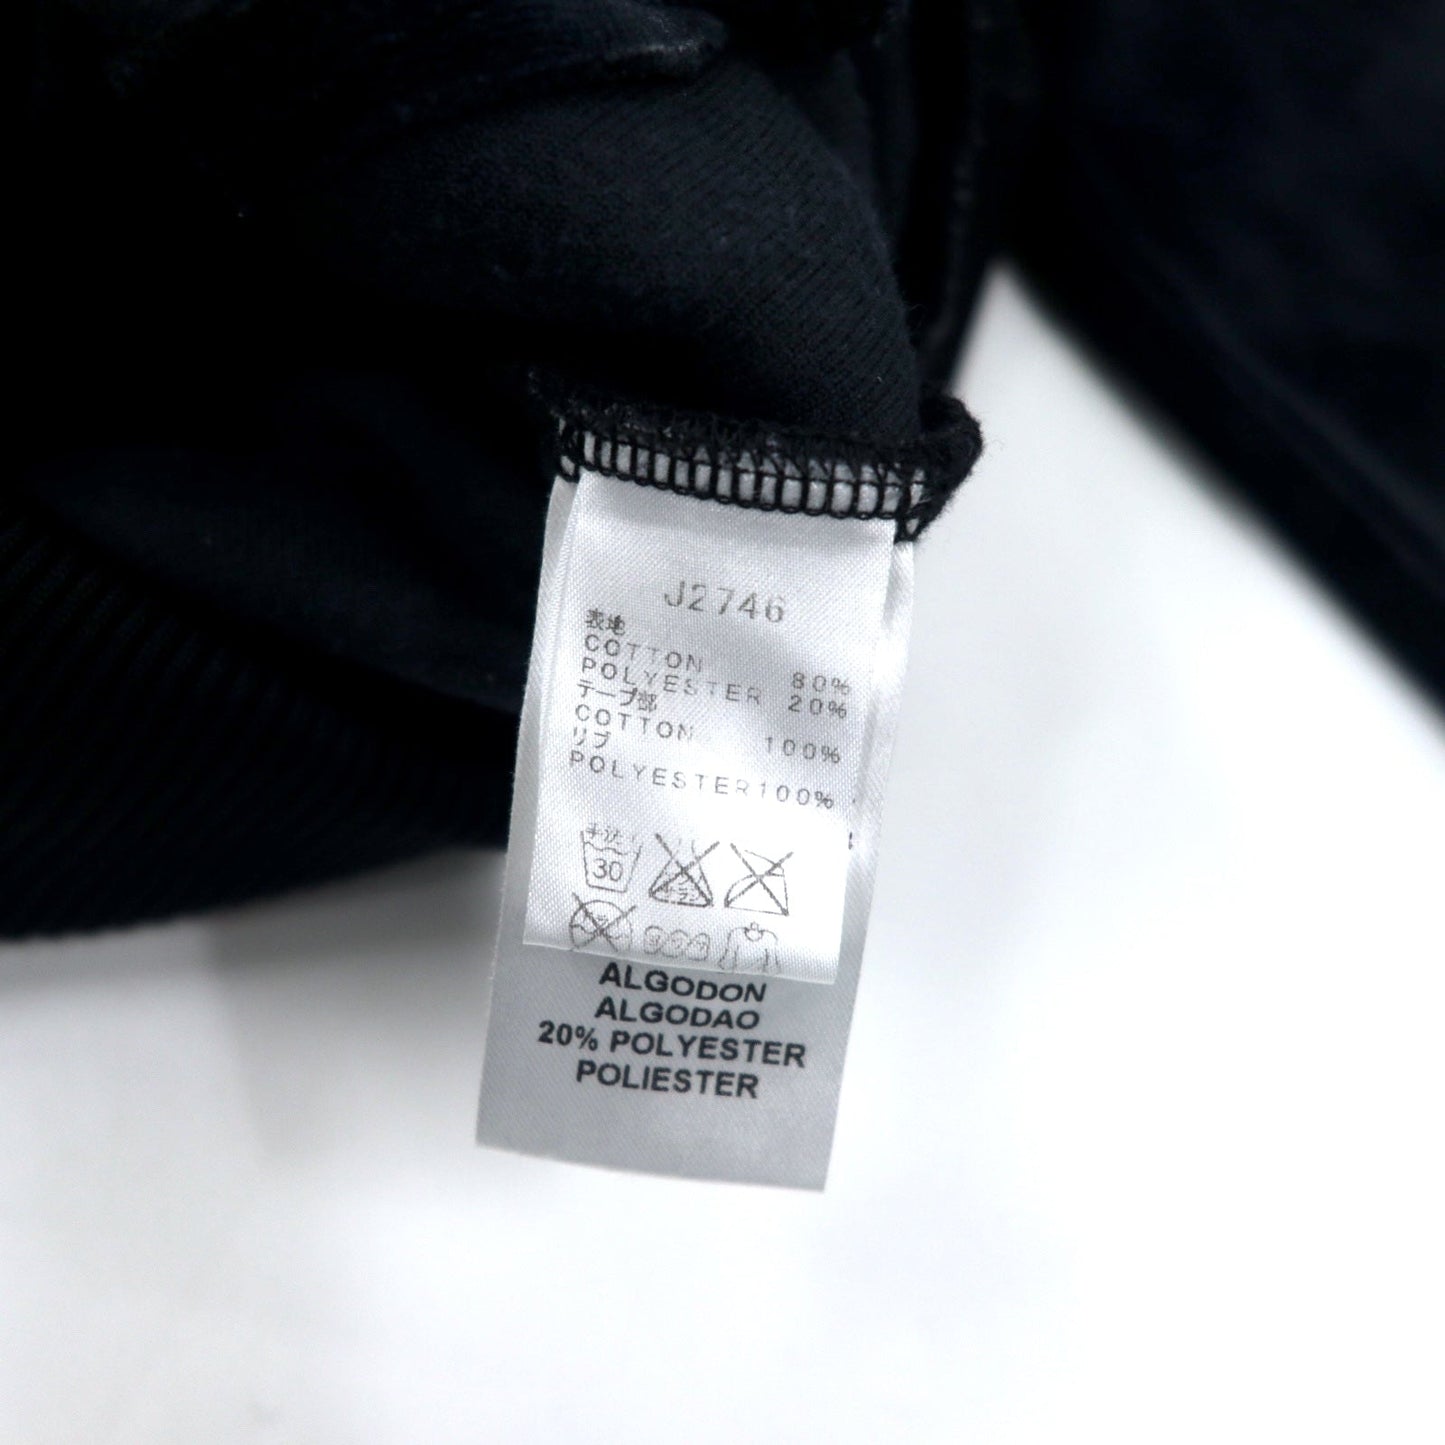 J2746
表地
COTTON 80%
POLYESTER 20%
テープ部
COTTON 100%
リブ
POLYESTER100%
30
ALGODON
ALGODAO
20% POLYESTER
POLIESTER